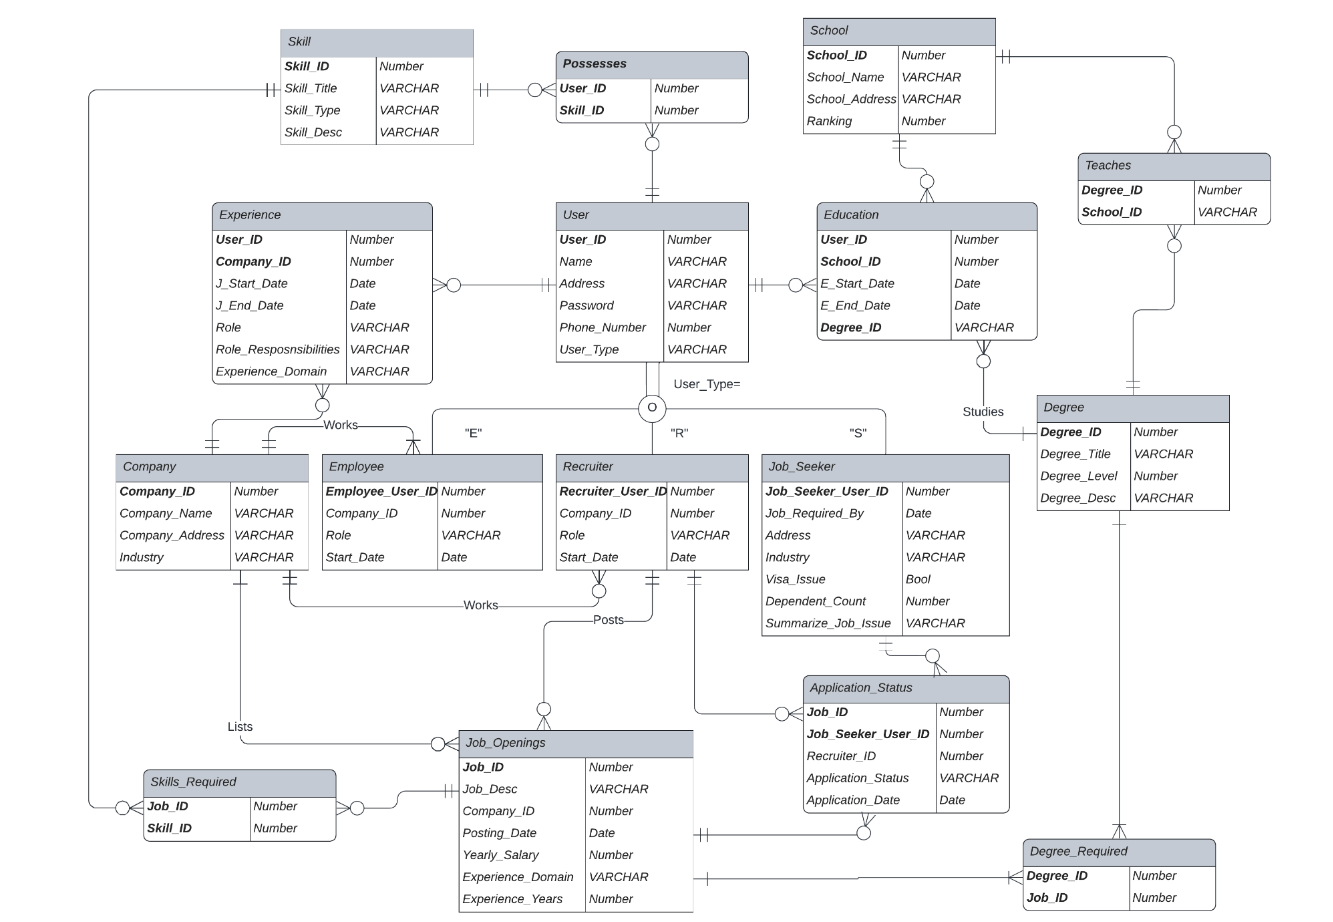 Skill
Skill_ID Number
Skill_Title VARCHAR
Skill_Type VARCHAR
Skill_Desc VARCHAR
Possesses
User_ID Number
Skill_ID Number
School
School_ID Number
School_Name VARCHAR
School_Address VARCHAR
Ranking Number
Teaches
Degree_ID Number
School_ID VARCHAR
Experience
User_ID Number
Company_ID Number
J_Start_Date Date
J_End_Date Date
Role VARCHAR
Role_Resposnsibilities VARCHAR
Experience_Domain VARCHAR
User
User_ID Number
Name VARCHAR
Address VARCHAR
Password VARCHAR
Phone_Number Number
User_Type VARCHAR
Education
User_ID Number
School_ID Number
E_Start_Date Date
E_End_Date Date
Degree_ID VARCHAR
User_Type=
O
"E"
"R"
"S"
Works
Studies
Degree
Degree_ID Number
Degree_Title VARCHAR
Degree_Level Number
Degree_Desc VARCHAR
Company
Company_ID Number
Company_Name VARCHAR
Company_Address VARCHAR
Industry VARCHAR
Employee
Employee_User_ID Number
Company_ID Number
Role VARCHAR
Start_Date Date
Recruiter
Recruiter_User_ID Number
Company_ID Number
Role VARCHAR
Start_Date Date
Job_Seeker
Job_Seeker_User_ID Number
Job_Required_By Date
Address VARCHAR
Industry VARCHAR
Visa_Issue Bool
Dependent_Count Number
Summarize_Job_Issue VARCHAR
Works
Posts
Lists
Application_Status
Job_ID Number
Job_Seeker_User_ID Number
Recruiter_ID Number
Application_Status VARCHAR
Application_Date Date
Skills_Required
Job_ID Number
Skill_ID Number
Job_Openings
Job_ID Number
Job_Desc VARCHAR
Company_ID Number
Posting_Date Date
Yearly_Salary Number
Experience_Domain VARCHAR
Experience_Years Number
Degree_Required
Degree_ID Number
Job_ID Number